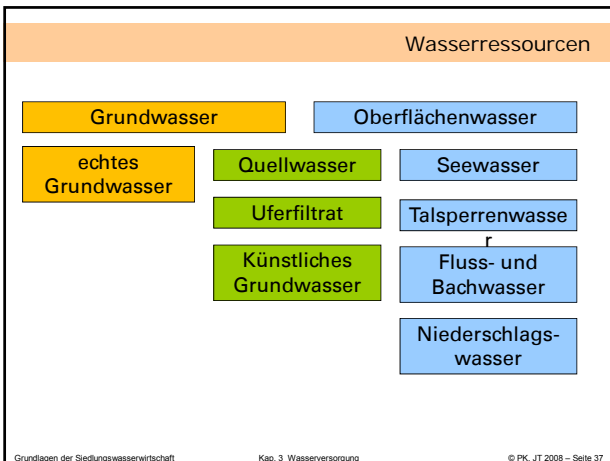 Wasserressourcen
Grundwasser
Oberflächenwasser
echtes
Grundwasser
Quellwasser
Seewasser
Uferfiltrat
Talsperrenwasse
r
Künstliches
Grundwasser
Fluss- und
Bachwasser
Niederschlags-
wasser
Grundlagen der Siedlungswasserwirtschaft
Kap. 3 Wasserversorgung
© PK, JT 2008 – Seite 37